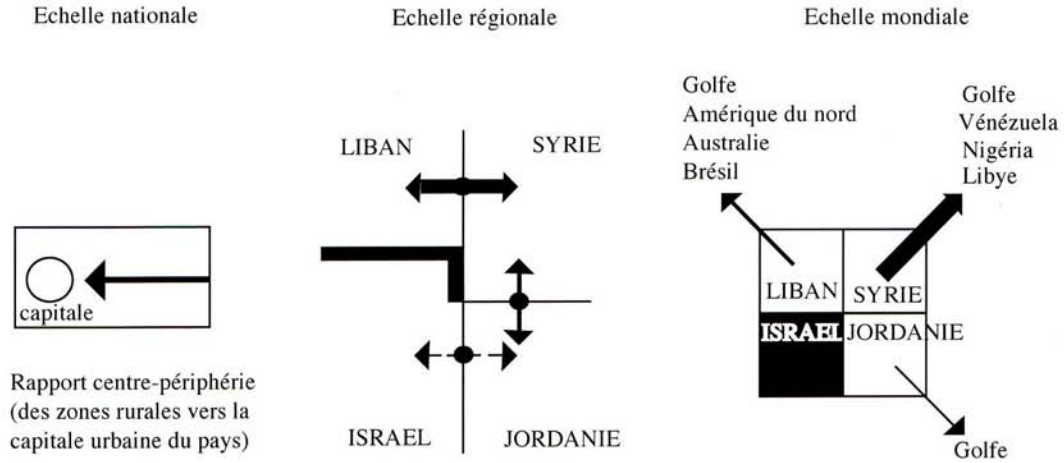 Echelle nationale
Echelle régionale
Echelle mondiale
capitale
Rapport centre-périphérie
(des zones rurales vers la
capitale urbaine du pays)
LIBAN
SYRIE
ISRAEL
JORDANIE
Golfe
Amérique du nord
Australie
Brésil
Golfe
Vénézuela
Nigéria
Libye
LIBAN
SYRIE
ISRAEL
JORDANIE
Golfe